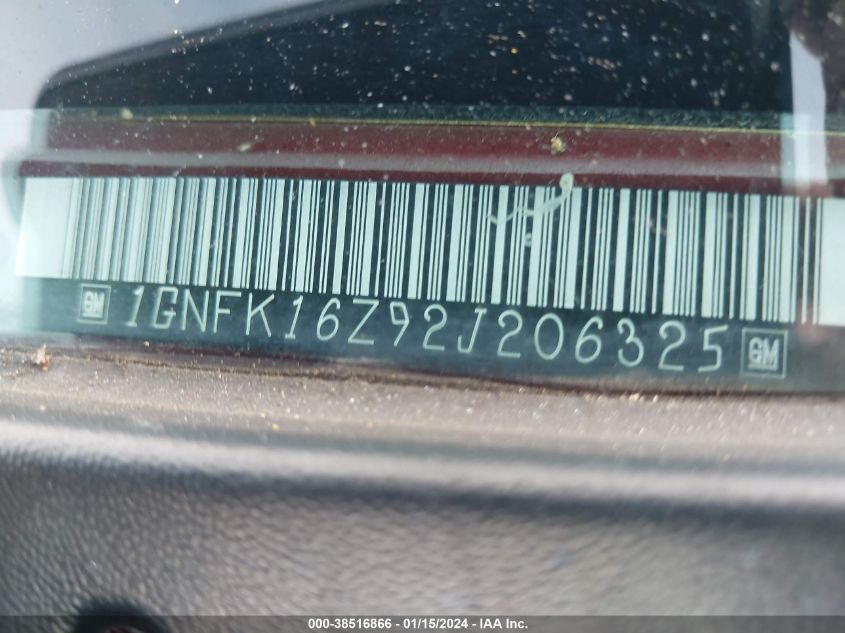 GM 1GNFK16Z92J206325 GM
000-38516866 - 01/15/2024 - IAA Inc.